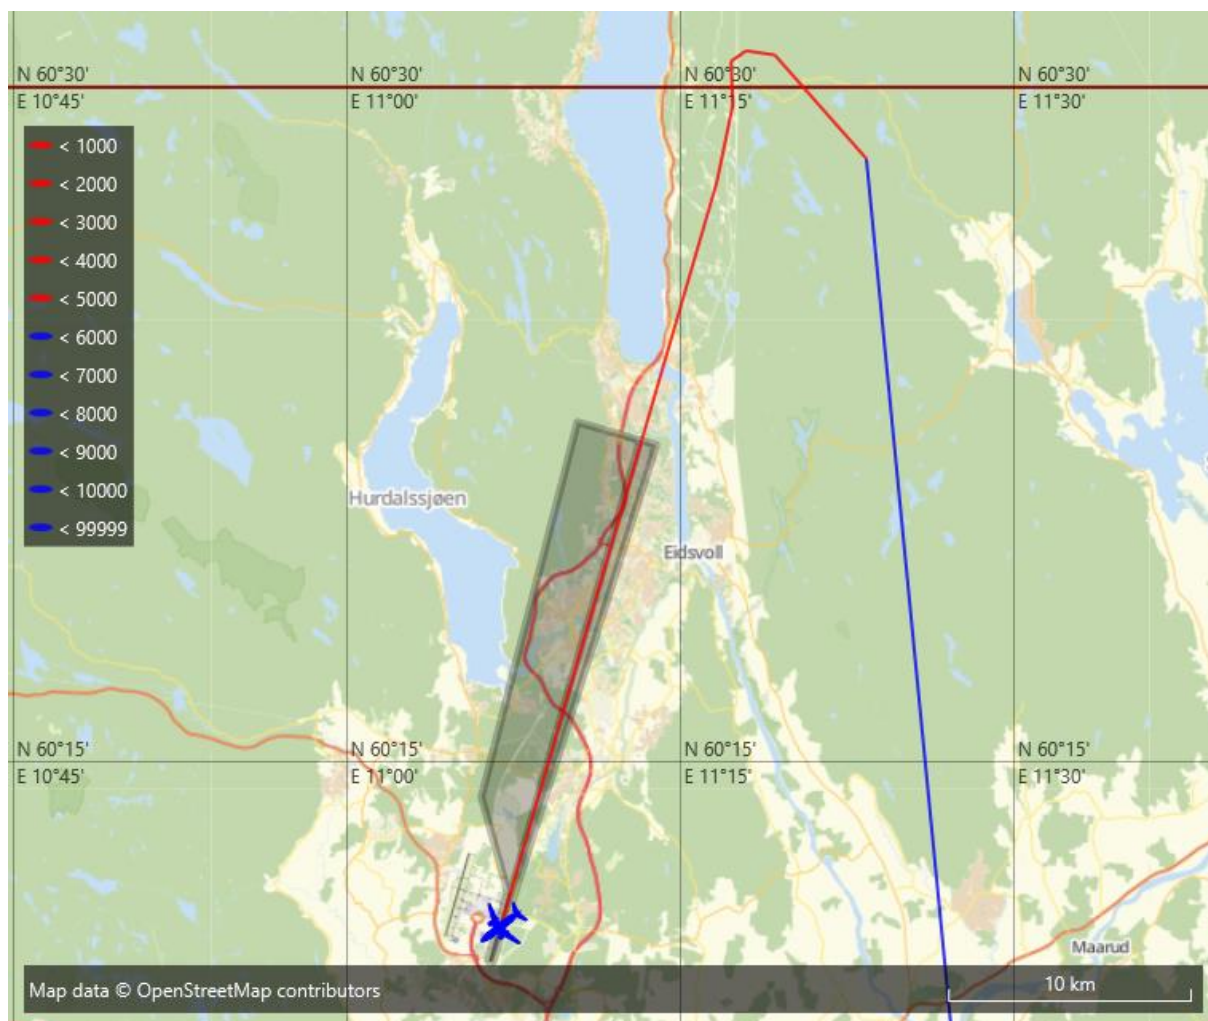 N 60°30'
N 60°30'
N 60°30'
N 60°30'
E 10°45'
E 11°00'
E 11°15'
E 11°30'
< 1000
< 2000
< 3000
< 4000
< 5000
< 6000
< 7000
< 8000
< 9000
< 10000
< 99999
Hurdalssjøen
Eidsvoll
N 60°15'
N 60°15'
N 60°15'
N 60°15'
E 10°45'
E 11°00'
E 11°15'
E 11°30'
Maarud
Map data © OpenStreetMap contributors
10 km